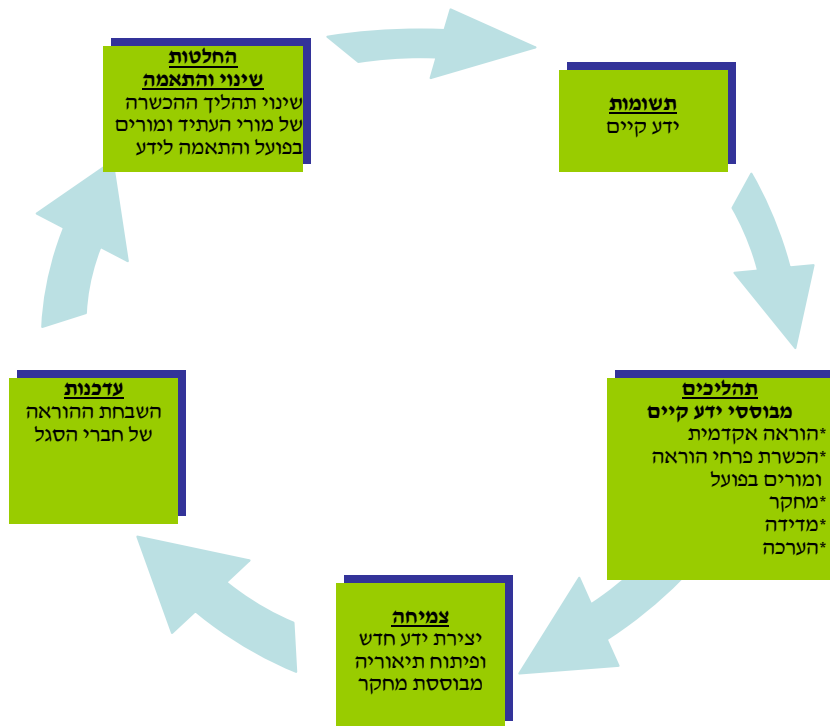 החלטות
שינוי והתאמה
שינוי תהליך ההכשרה
של מורי העתיד ומורים
בפועל והתאמה לידע
תשומות
ידע קיים
תהליכים
מבוססי ידע קיים
*הוראה אקדמית
*הכשרת פרחי הוראה
ומורים בפועל
*מחקר
*מדידה
*הערכה
צמיחה
יצירת ידע חדש
ופיתוח תיאוריה
מבוססת מחקר
עדכנות
השבחת ההוראה
של חברי הסגל